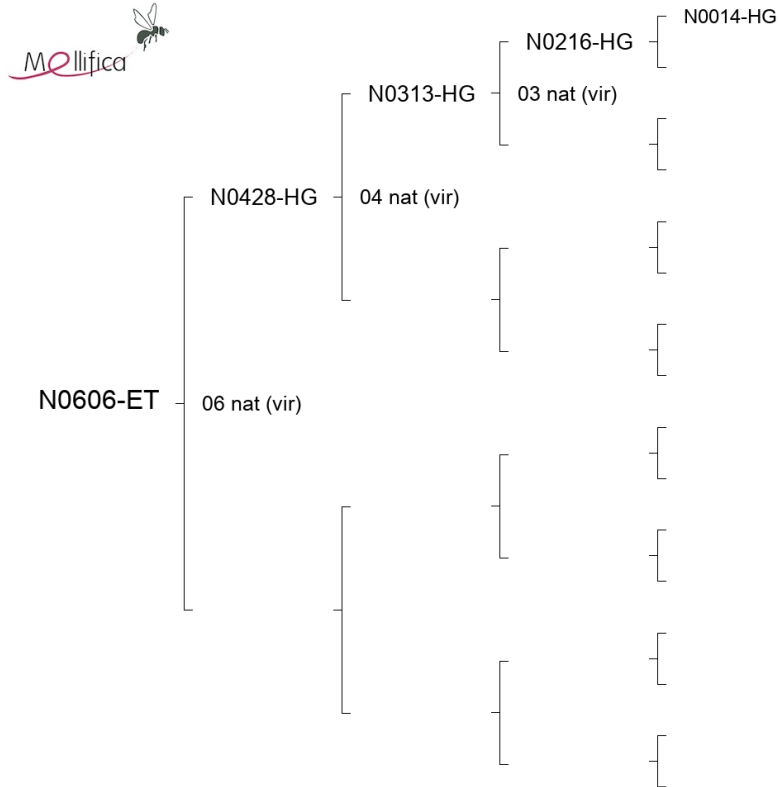 Mellifica
N0014-HG
N0216-HG
N0313-HG
03 nat (vir)
N0428-HG
04 nat (vir)
N0606-ET
06 nat (vir)